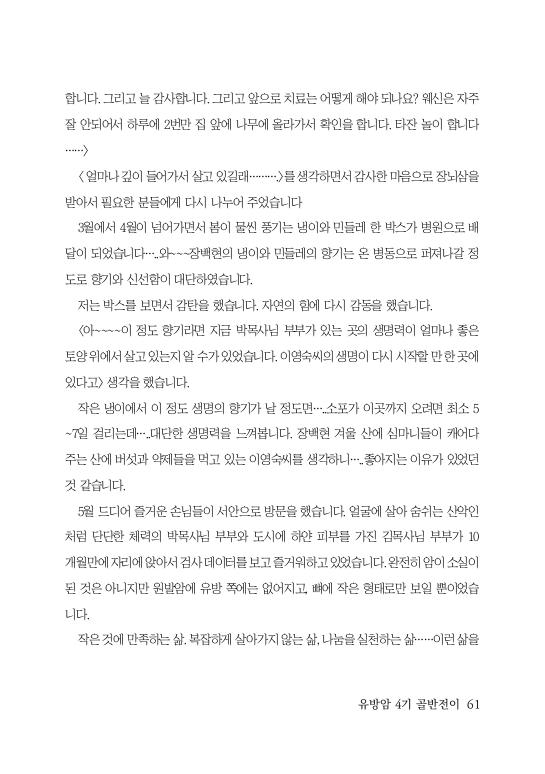 합니다. 그리고 늘 감사합니다. 그리고 앞으로 치료는 어떻게 해야 되나요? 웨신은 자주
잘 안되어서 하루에 2번만 집 앞에 나무에 올라가서 확인을 합니다. 타잔 놀이 합니다
……〉
〈 얼마나 깊이 들어가서 살고 있길래………〉를 생각하면서 감사한 마음으로 장뇌삼을
받아서 필요한 분들에게 다시 나누어 주었습니다
3월에서 4월이 넘어가면서 봄이 물씬 풍기는 냉이와 민들레 한 박스가 병원으로 배
달이 되었습니다…..와~~~장백현의 냉이와 민들레의 향기는 온 병동으로 퍼져나갈 정
도로 향기와 신선함이 대단하였습니다.
저는 박스를 보면서 감탄을 했습니다. 자연의 힘에 다시 감동을 했습니다.
〈아~~~~이 정도 향기라면 지금 박목사님 부부가 있는 곳의 생명력이 얼마나 좋은
토양 위에서 살고 있는지 알 수가 있었습니다. 이영숙씨의 생명이 다시 시작할 만 한 곳에
있다고〉 생각을 했습니다.
작은 냉이에서 이 정도 생명의 향기가 날 정도면…..소포가 이곳까지 오려면 최소 5
~7일 걸리는데…..대단한 생명력을 느껴봅니다. 장백현 겨울 산에 심마니들이 캐어다
주는 산에 버섯과 약제들을 먹고 있는 이영숙씨를 생각하니…..좋아지는 이유가 있었던
것 같습니다.
5월 드디어 즐거운 손님들이 서안으로 방문을 했습니다. 얼굴에 살아 숨쉬는 산악인
처럼 단단한 체력의 박목사님 부부와 도시에 하얀 피부를 가진 김목사님 부부가 10
개월만에 자리에 앉아서 검사 데이터를 보고 즐거워하고 있었습니다. 완전히 암이 소실이
된 것은 아니지만 원발암에 유방 쪽에는 없어지고, 뼈에 작은 형태로만 보일 뿐이었습
니다.
작은 것에 만족하는 삶. 복잡하게 살아가지 않는 삶, 나눔을 실천하는 삶……이런 삶을
유방암 4기 골반전이 61